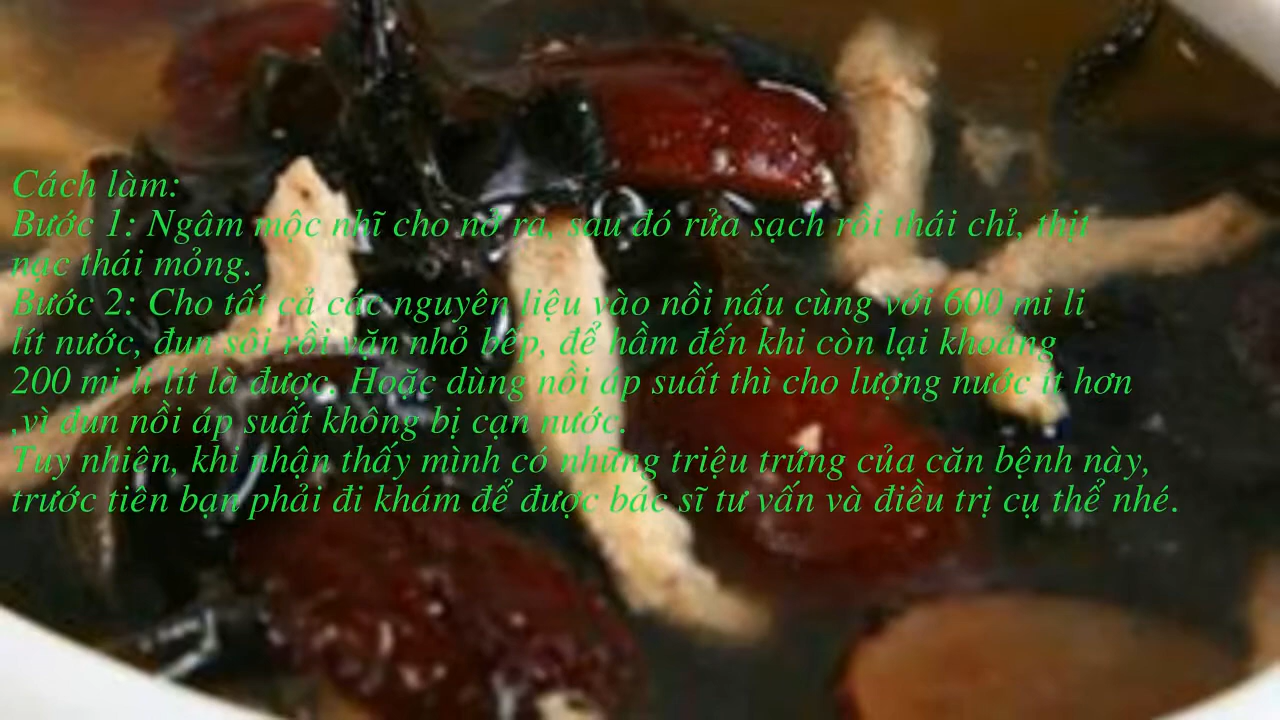 Cách làm:
Bước 1: Ngâm mộc nhĩ cho nở ra, sau đó rửa sạch rồi thái chỉ, thịt
nạc thái mỏng.
Bước 2: Cho tất cả các nguyên liệu vào nồi nấu cùng với 600 mi li
lít nước, đun sôi rồi vặn nhỏ bếp, để hầm đến khi còn lại khoảng
200 mi li lít là được. Hoặc dùng nồi áp suất thì cho lượng nước ít hơn
,vì đun nồi áp suất không bị cạn nước.
Tuy nhiên, khi nhận thấy mình có những triệu trứng của căn bệnh này,
trước tiên bạn phải đi khám để được bác sĩ tư vấn và điều trị cụ thể nhé.